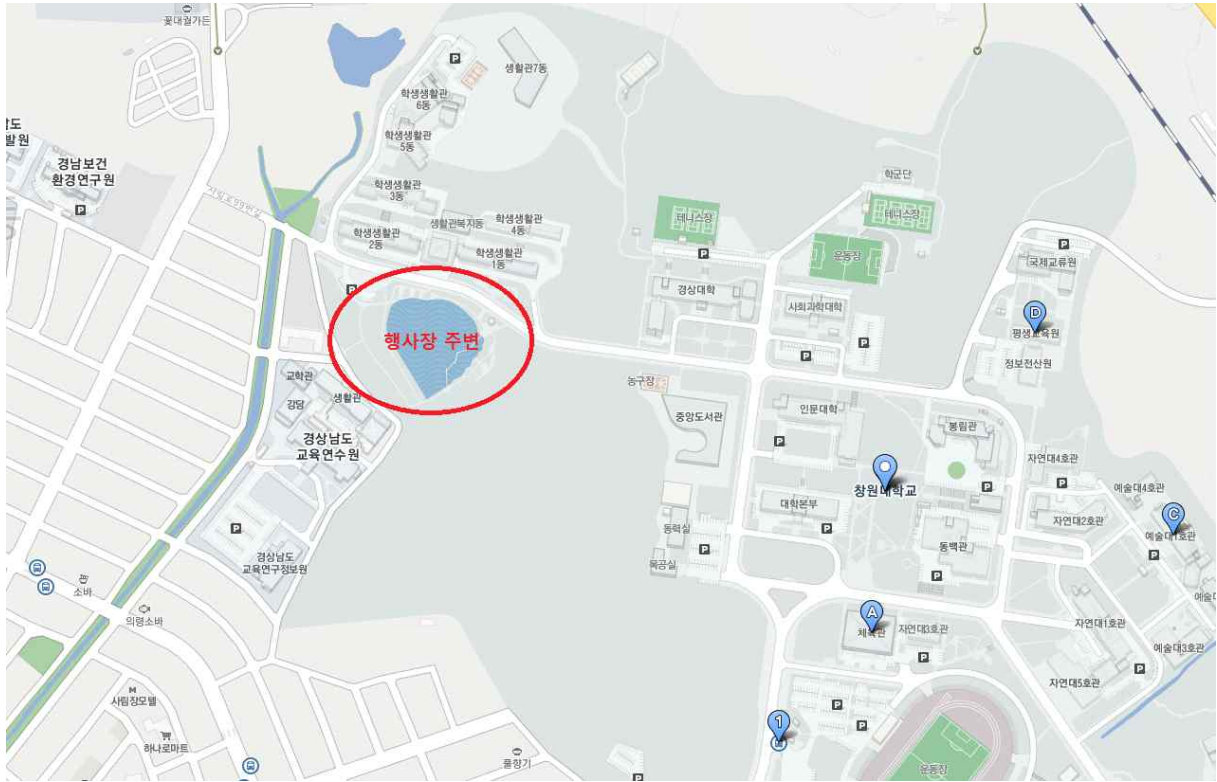 꽃대궐가든
생활관7동
학생생활관
6동
학생생활관
5동
학생생활관
3동
학생생활관
2동
생활관복지동
학생생활관
4동
학생생활관
1동
경남보건
환경연구원
발원
행사장 주변
교학관
강당
생활관
경상남도
교육연수원
경상남도
교육연구정보원
소바
의령소바
사림장모텔
하나로마트
풀향기
학군단
테니스장
테니스장
운동장
경상대학
사회과학대학
국제교류원
D
평생교육원
정보전산원
농구장
중앙도서관
인문대학
봉림관
창원대학교
대학본부
동백관
동력실
목공실
자연대4호관
예술대4호관
자연대2호관
C
예술대1호관
A
체육관
자연대3호관
자연대1호관
예술대3호관
자연대5호관
1
운동장
P